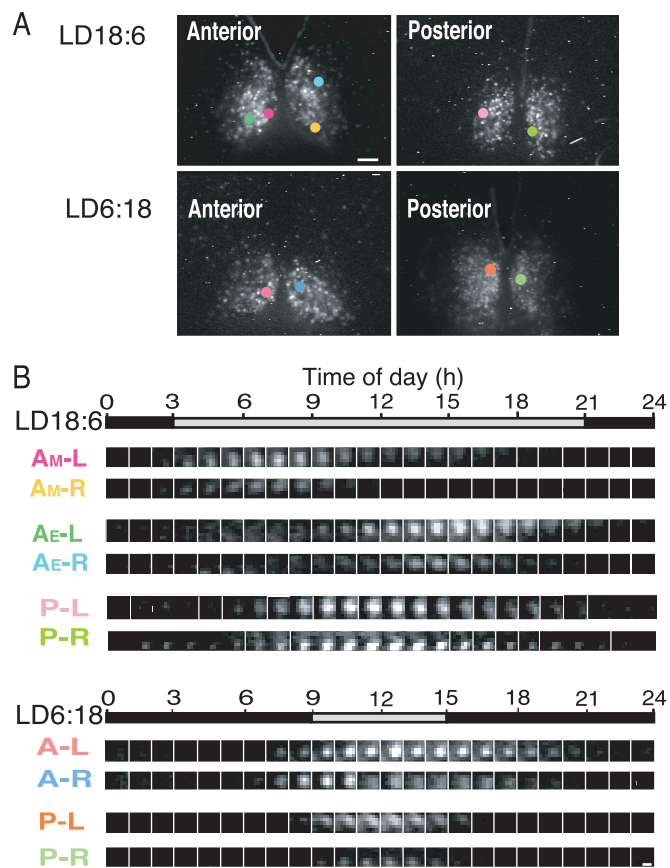 A
LD18:6
Anterior
Posterior
LD6:18
Anterior
Posterior
B
Time of day (h)
0 3 6 9 12 15 18 21 24
LD18:6
AM-L
AM-R
AE-L
AE-R
P-L
P-R
0 3 6 9 12 15 18 21 24
LD6:18
A-L
A-R
P-L
P-R